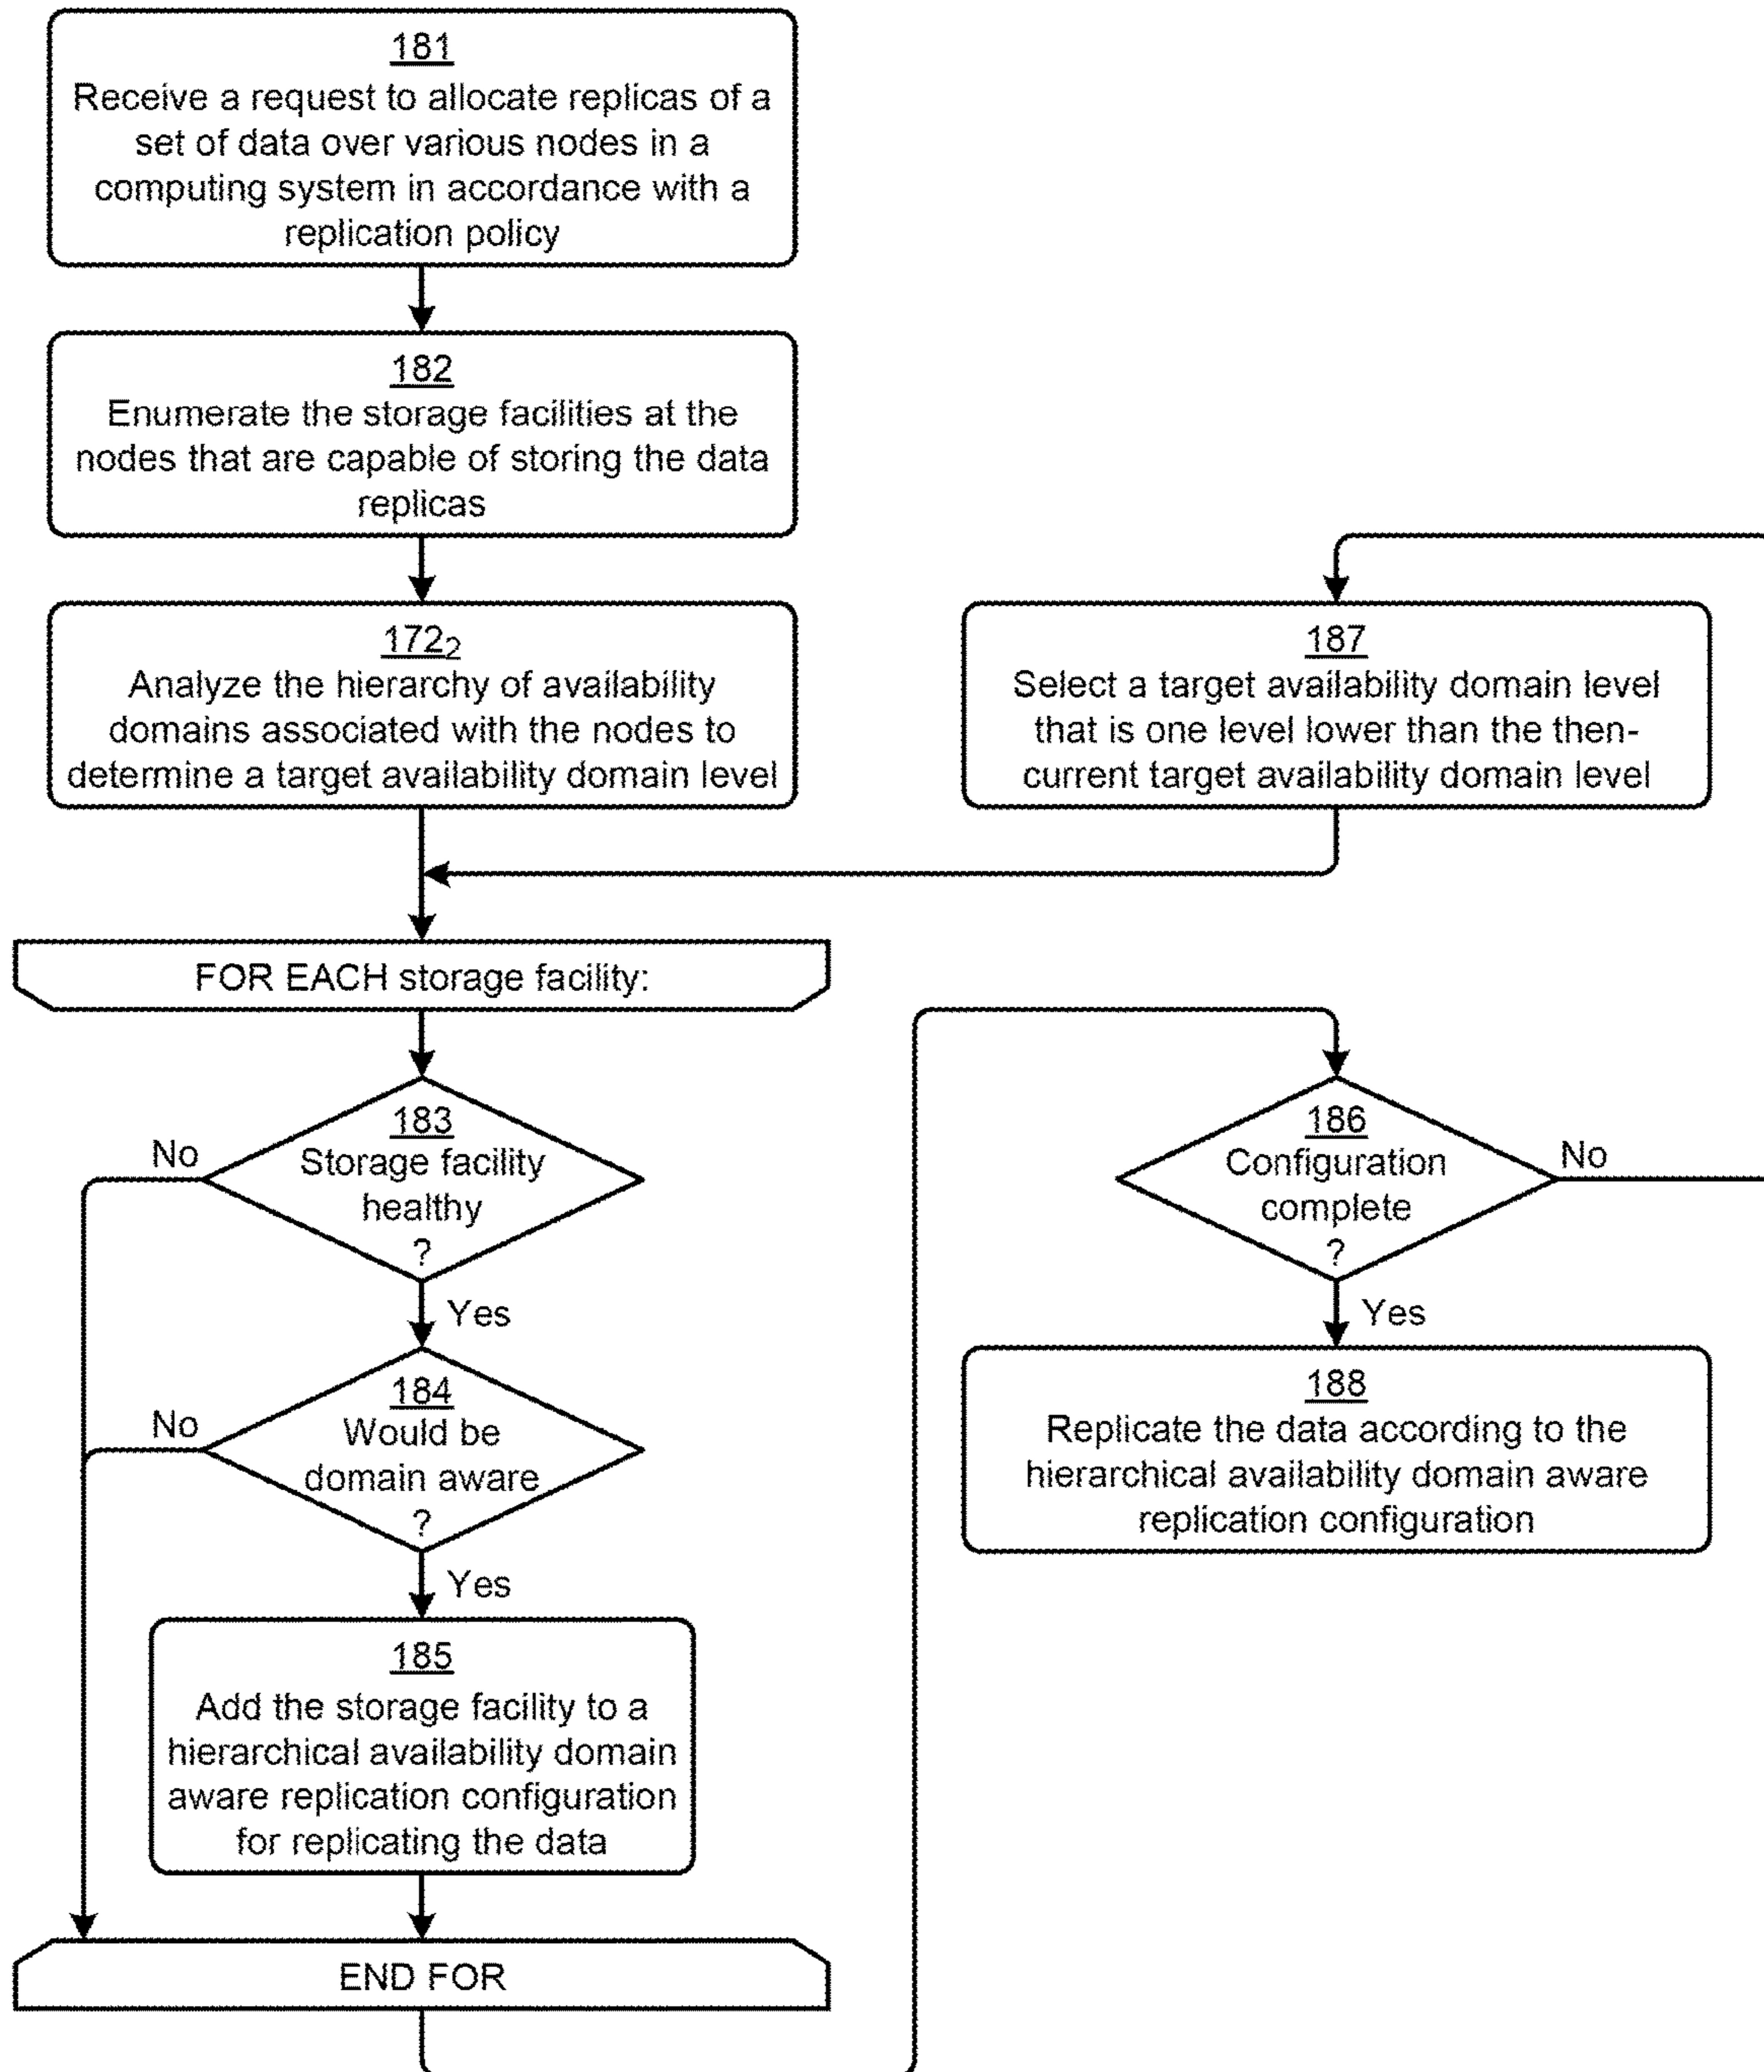 181
Receive a request to allocate replicas of a
set of data over various nodes in a
computing system in accordance with a
replication policy
182
Enumerate the storage facilities at the
nodes that are capable of storing the data
replicas
172₂
Analyze the hierarchy of availability
domains associated with the nodes to
determine a target availability domain level
187
Select a target availability domain level
that is one level lower than the then-
current target availability domain level
FOR EACH storage facility:
183
Storage facility
healthy
?
No
Yes
184
Would be
domain aware
?
No
Yes
185
Add the storage facility to a
hierarchical availability domain
aware replication configuration
for replicating the data
END FOR
186
Configuration
complete
?
No
Yes
188
Replicate the data according to the
hierarchical availability domain aware
replication configuration